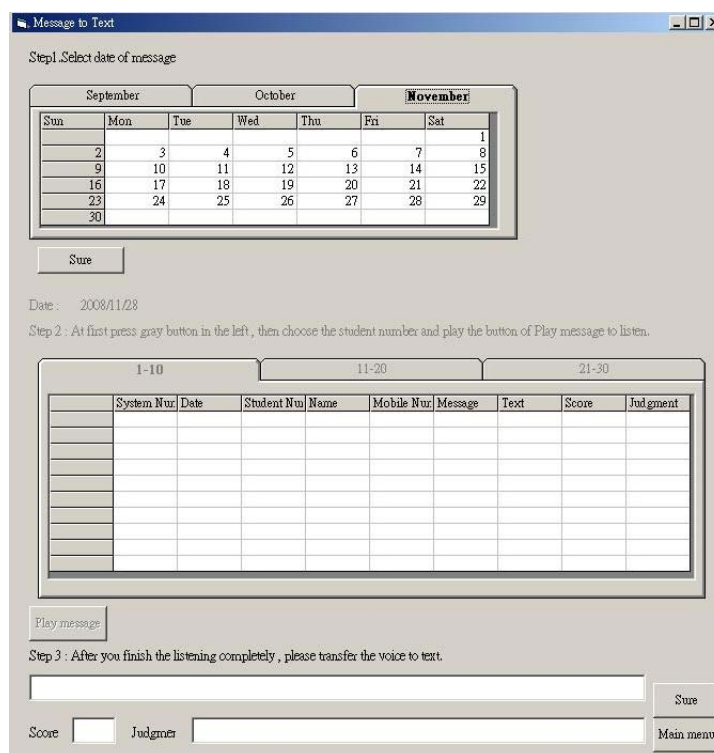 Message to Text
Step1 .Select date of message
September October November
Sun Mon Tue Wed Thu Fri Sat
1
2 3 4 5 6 7 8
9 10 11 12 13 14 15
16 17 18 19 20 21 22
23 24 25 26 27 28 29
30
Sure
Date : 2008/11/28
Step 2 : At first press gray button in the left , then choose the student number and play the button of Play message to listen.
1-10 11-20 21-30
System Nur Date Student Nu Name Mobile Nur Message Text Score Judgment
Play message
Step 3 : After you finish the listening completely , please transfer the voice to text.
Sure
Score Judgmer
Main menu